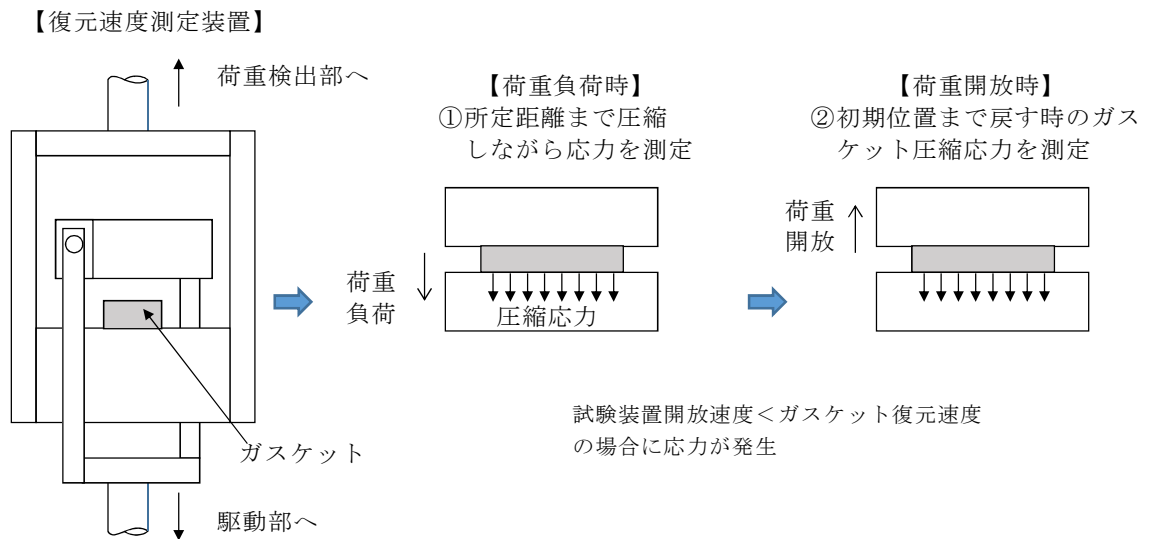 【復元速度測定装置】
荷重検出部へ
ガスケット
駆動部へ
【荷重負荷時】
①所定距離まで圧縮
しながら応力を測定
荷重
負荷
圧縮応力
【荷重開放時】
②初期位置まで戻す時のガス
ケット圧縮応力を測定
荷重
開放
試験装置開放速度＜ガスケット復元速度
の場合に応力が発生